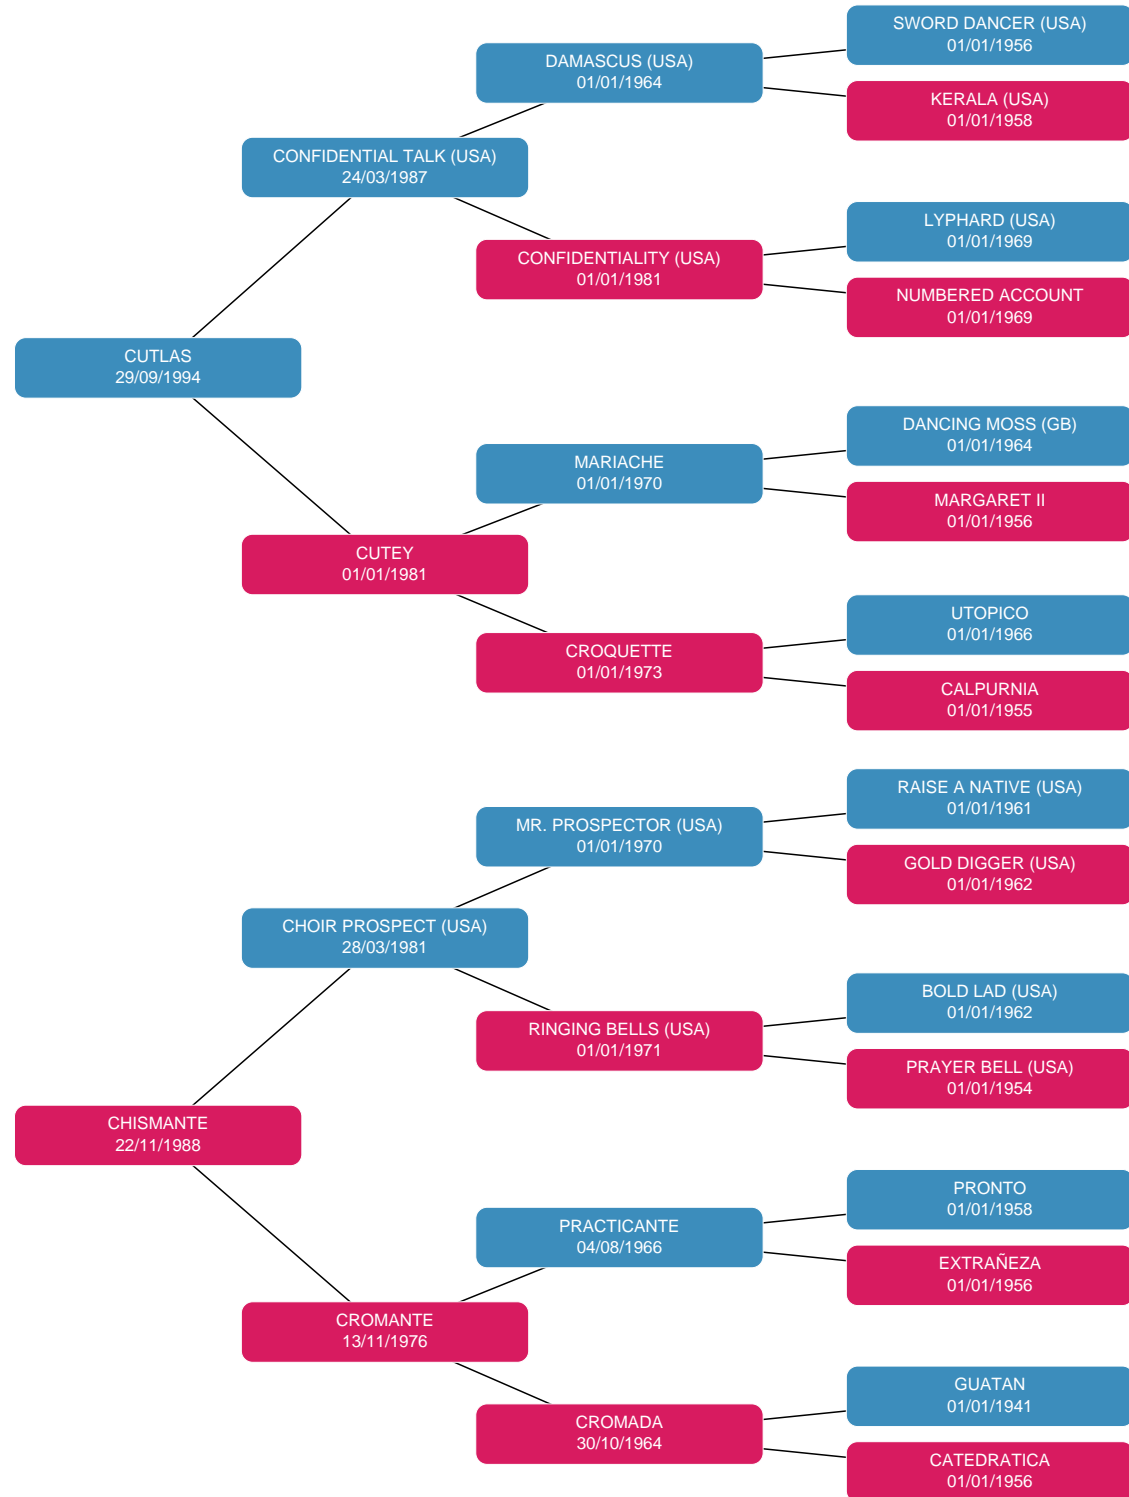 SWORD DANCER (USA)
01/01/1956
DAMASCUS (USA)
01/01/1964
KERALA (USA)
01/01/1958
CONFIDENTIAL TALK (USA)
24/03/1987
LYPHARD (USA)
01/01/1969
CONFIDENTIALITY (USA)
01/01/1981
NUMBERED ACCOUNT
01/01/1969
CUTLAS
29/09/1994
DANCING MOSS (GB)
01/01/1964
MARIACHE
01/01/1970
MARGARET II
01/01/1956
CUTEY
01/01/1981
UTOPICO
01/01/1966
CROQUETTE
01/01/1973
CALPURNIA
01/01/1955
RAISE A NATIVE (USA)
01/01/1961
MR. PROSPECTOR (USA)
01/01/1970
GOLD DIGGER (USA)
01/01/1962
CHOIR PROSPECT (USA)
28/03/1981
BOLD LAD (USA)
01/01/1962
RINGING BELLS (USA)
01/01/1971
PRAYER BELL (USA)
01/01/1954
CHISMANTE
22/11/1988
PRONTO
01/01/1958
PRACTICANTE
04/08/1966
EXTRAÑEZA
01/01/1956
CROMANTE
13/11/1976
GUATAN
01/01/1941
CROMADA
30/10/1964
CATEDRATICA
01/01/1956